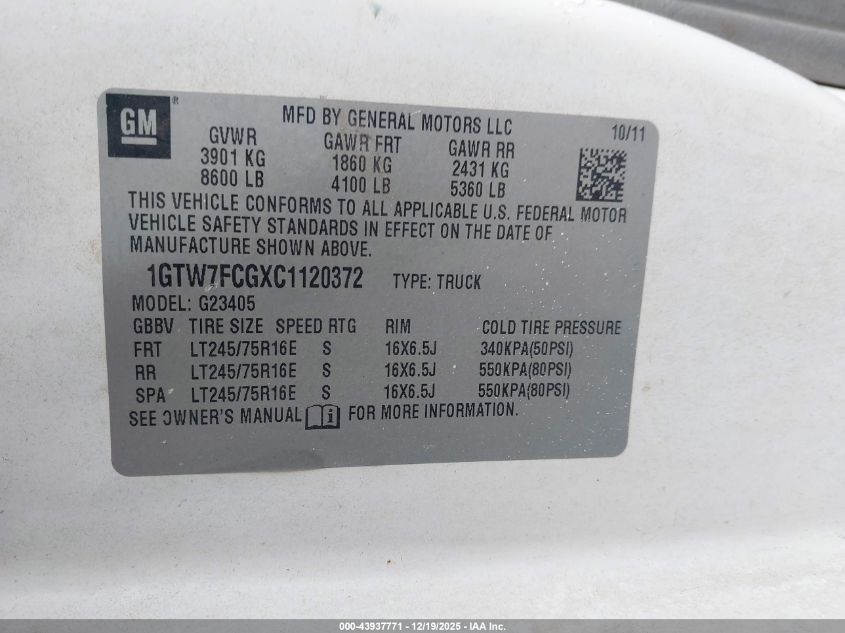 GM ®
MFD BY GENERAL MOTORS LLC 10/11
GVWR GAWR FRT GAWR RR
3901 KG 1860 KG 2431 KG
8600 LB 4100 LB 5360 LB
THIS VEHICLE CONFORMS TO ALL APPLICABLE U.S. FEDERAL MOTOR
VEHICLE SAFETY STANDARDS IN EFFECT ON THE DATE OF
MANUFACTURE SHOWN ABOVE.
1GTW7FCGXC1120372 TYPE: TRUCK
MODEL: G23405
GBBV TIRE SIZE SPEED RTG RIM COLD TIRE PRESSURE
FRT LT245/75R16E S 16X6.5J 340KPA(50PSI)
RR LT245/75R16E S 16X6.5J 550KPA(80PSI)
SPA LT245/75R16E S 16X6.5J 550KPA(80PSI)
SEE OWNER'S MANUAL i FOR MORE INFORMATION.
000-43937771 - 12/19/2025 - IAA Inc.